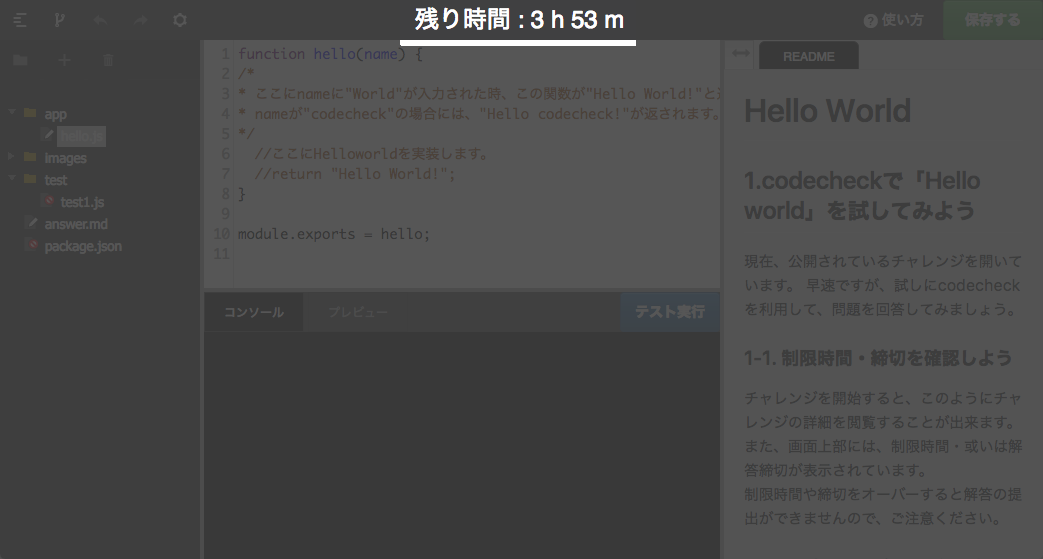 残り時間 : 3 h 53 m
使い方
保存する
app
hello.js
images
test
test1.js
answer.md
package.json
1 function hello(name) {
2 /*
3 * ここにnameに"World"が入力された時、この関数が"Hello World!"と
4 * nameが"codecheck"の場合には、"Hello codecheck!"が返されます。
5 */
6 //ここにHelloworldを実装します。
7 //return "Hello World!";
8 }
9
10 module.exports = hello;
11
コンソール
プレビュー
テスト実行
README
Hello World
1.codecheckで「Hello
world」を試してみよう
現在、公開されているチャレンジを開いて
います。 早速ですが、試しにcodecheck
を利用して、問題を回答してみましょう。
1-1. 制限時間・締切を確認しよう
チャレンジを開始すると、このようにチャ
レンジの詳細を閲覧することが出来ます。
また、画面上部には、制限時間・或いは解
答締切が表示されています。
制限時間や締切をオーバーすると解答の提
出ができませんので、ご注意ください。